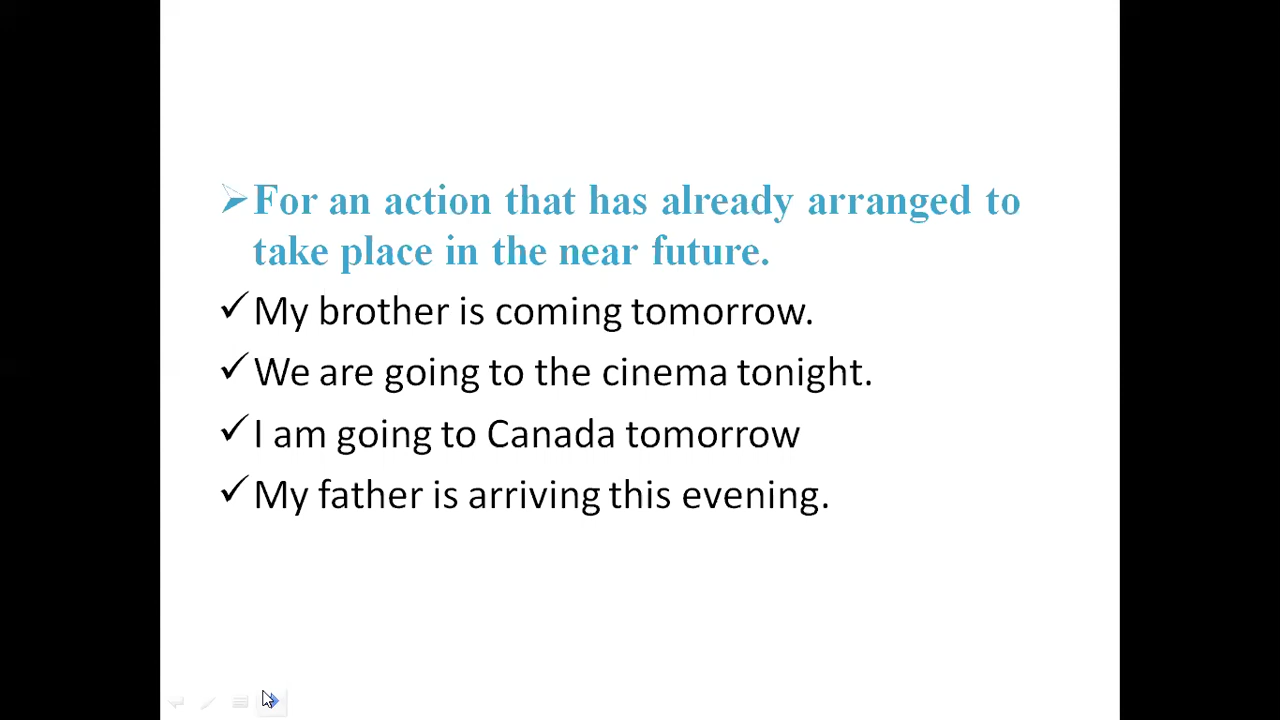 For an action that has already arranged to
take place in the near future.
My brother is coming tomorrow.
We are going to the cinema tonight.
I am going to Canada tomorrow
My father is arriving this evening.